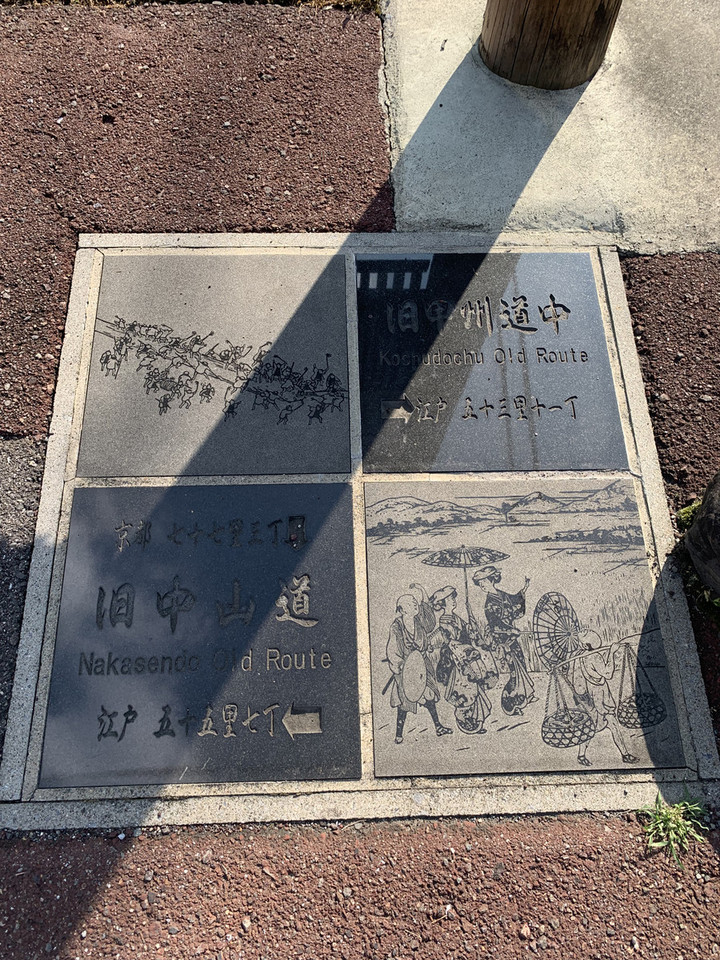 旧甲州道中
Koshudochu Old Route
江戸 五十三里十一丁
京都 七十七里三丁
旧中山道
Nakasendo Old Route
江戸 五十五里七丁